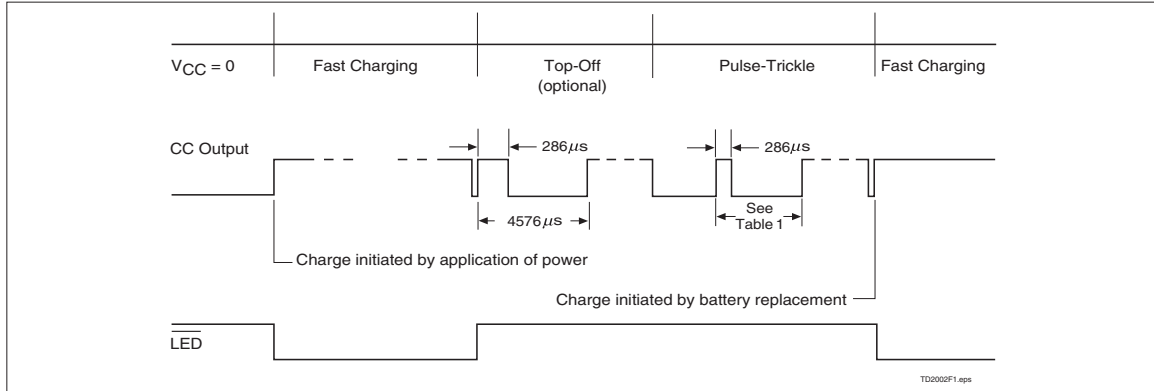 VCC = 0
Fast Charging
Top-Off
(optional)
Pulse-Trickle
Fast Charging
CC Output
286µs
286µs
4576µs
See
Table 1
Charge initiated by application of power
Charge initiated by battery replacement
LED
TD2002F1.eps